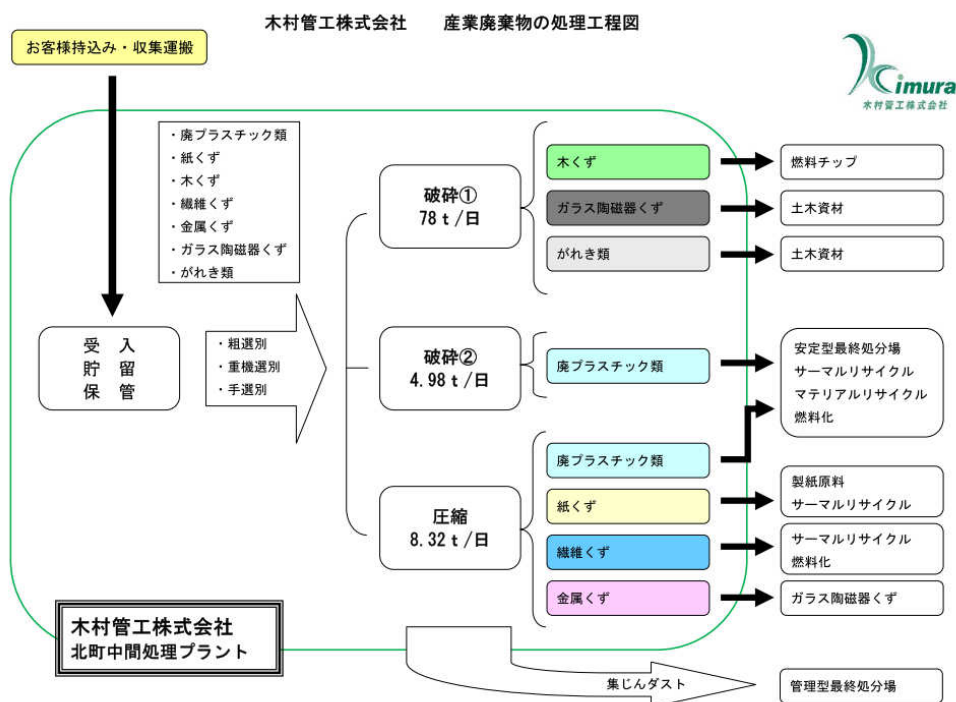 木村管工株式会社　産業廃棄物の処理工程図
お客様持込み・収集運搬
imura
木村管工株式会社
・廃プラスチック類
・紙くず
・木くず
・繊維くず
・金属くず
・ガラス陶磁器くず
・がれき類
受　入
貯　留
保　管
・粗選別
・重機選別
・手選別
破砕①
78ｔ/日
木くず
燃料チップ
ガラス陶磁器くず
土木資材
がれき類
土木資材
破砕②
4.98ｔ/日
廃プラスチック類
安定型最終処分場
サーマルリサイクル
マテリアルリサイクル
燃料化
圧縮
8.32ｔ/日
廃プラスチック類
紙くず
製紙原料
サーマルリサイクル
繊維くず
サーマルリサイクル
燃料化
金属くず
ガラス陶磁器くず
木村管工株式会社
北町中間処理プラント
集じんダスト
管理型最終処分場